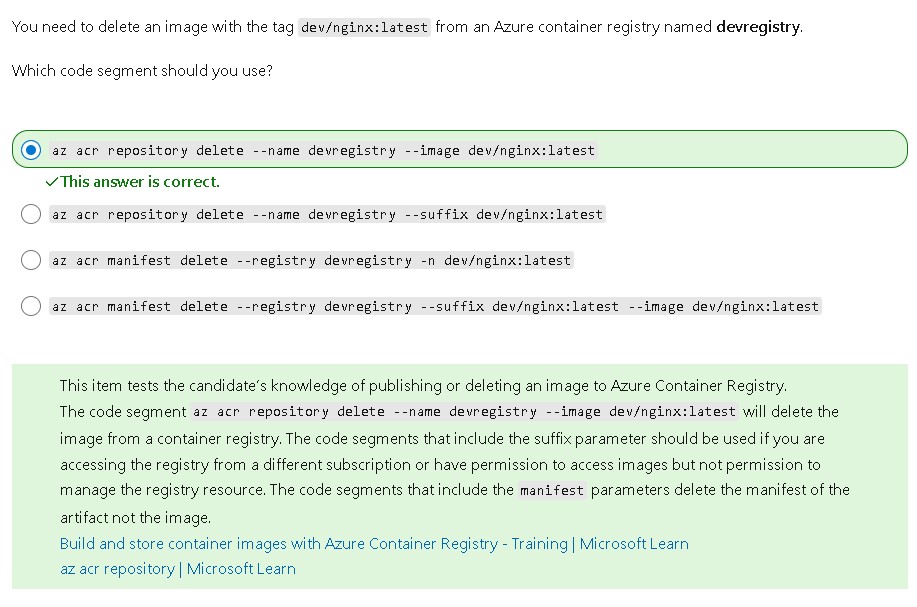 You need to delete an image with the tag dev/nginx:latest from an Azure container registry named devregistry.
Which code segment should you use?
az acr repository delete --name devregistry --image dev/nginx:latest
✓This answer is correct.
az acr repository delete --name devregistry --suffix dev/nginx:latest
az acr manifest delete --registry devregistry -n dev/nginx:latest
az acr manifest delete --registry devregistry --suffix dev/nginx:latest --image dev/nginx:latest
This item tests the candidate’s knowledge of publishing or deleting an image to Azure Container Registry.
The code segment az acr repository delete --name devregistry --image dev/nginx:latest will delete the
image from a container registry. The code segments that include the suffix parameter should be used if you are
accessing the registry from a different subscription or have permission to access images but not permission to
manage the registry resource. The code segments that include the manifest parameters delete the manifest of the
artifact not the image.
Build and store container images with Azure Container Registry - Training | Microsoft Learn
az acr repository | Microsoft Learn